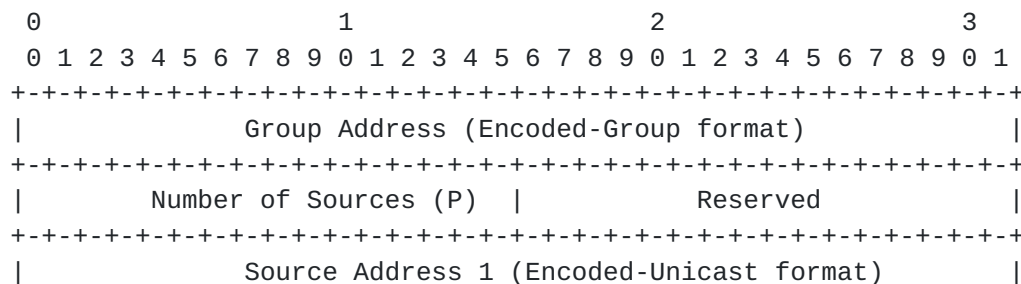 0                   1                   2                   3
 0 1 2 3 4 5 6 7 8 9 0 1 2 3 4 5 6 7 8 9 0 1 2 3 4 5 6 7 8 9 0 1
+-+-+-+-+-+-+-+-+-+-+-+-+-+-+-+-+-+-+-+-+-+-+-+-+-+-+-+-+-+-+-+-+
|              Group Address (Encoded-Group format)             |
+-+-+-+-+-+-+-+-+-+-+-+-+-+-+-+-+-+-+-+-+-+-+-+-+-+-+-+-+-+-+-+-+
|        Number of Sources (P)  |           Reserved            |
+-+-+-+-+-+-+-+-+-+-+-+-+-+-+-+-+-+-+-+-+-+-+-+-+-+-+-+-+-+-+-+-+
|              Source Address 1 (Encoded-Unicast format)        |